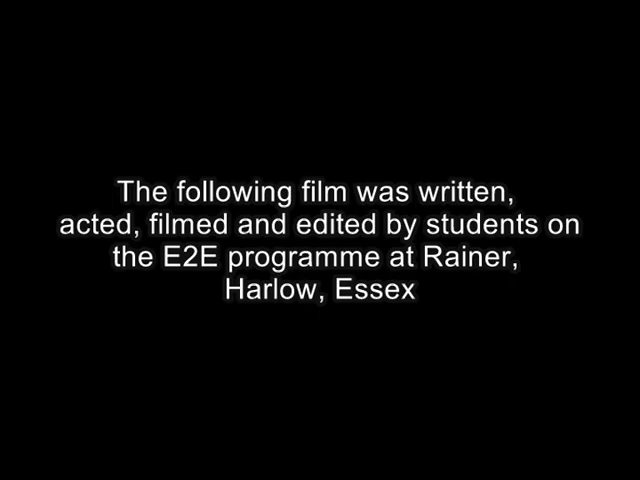 The following film was written,
acted, filmed and edited by students on
the E2E programme at Rainer,
Harlow, Essex